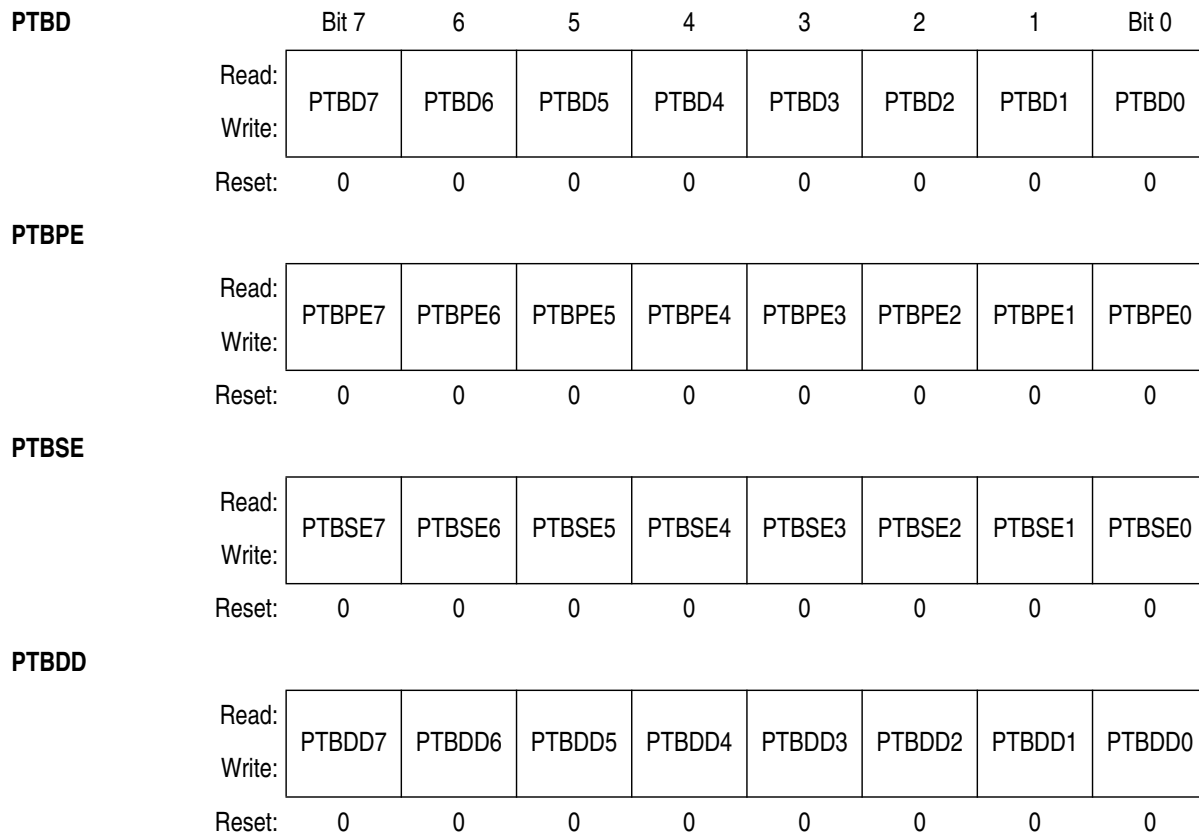 PTBD Bit 7 6 5 4 3 2 1 Bit 0
Read:
PTBD7 PTBD6 PTBD5 PTBD4 PTBD3 PTBD2 PTBD1 PTBD0
Write:
Reset: 0 0 0 0 0 0 0 0
PTBPE
Read:
PTBPE7 PTBPE6 PTBPE5 PTBPE4 PTBPE3 PTBPE2 PTBPE1 PTBPE0
Write:
Reset: 0 0 0 0 0 0 0 0
PTBSE
Read:
PTBSE7 PTBSE6 PTBSE5 PTBSE4 PTBSE3 PTBSE2 PTBSE1 PTBSE0
Write:
Reset: 0 0 0 0 0 0 0 0
PTBDD
Read:
PTBDD7 PTBDD6 PTBDD5 PTBDD4 PTBDD3 PTBDD2 PTBDD1 PTBDD0
Write:
Reset: 0 0 0 0 0 0 0 0